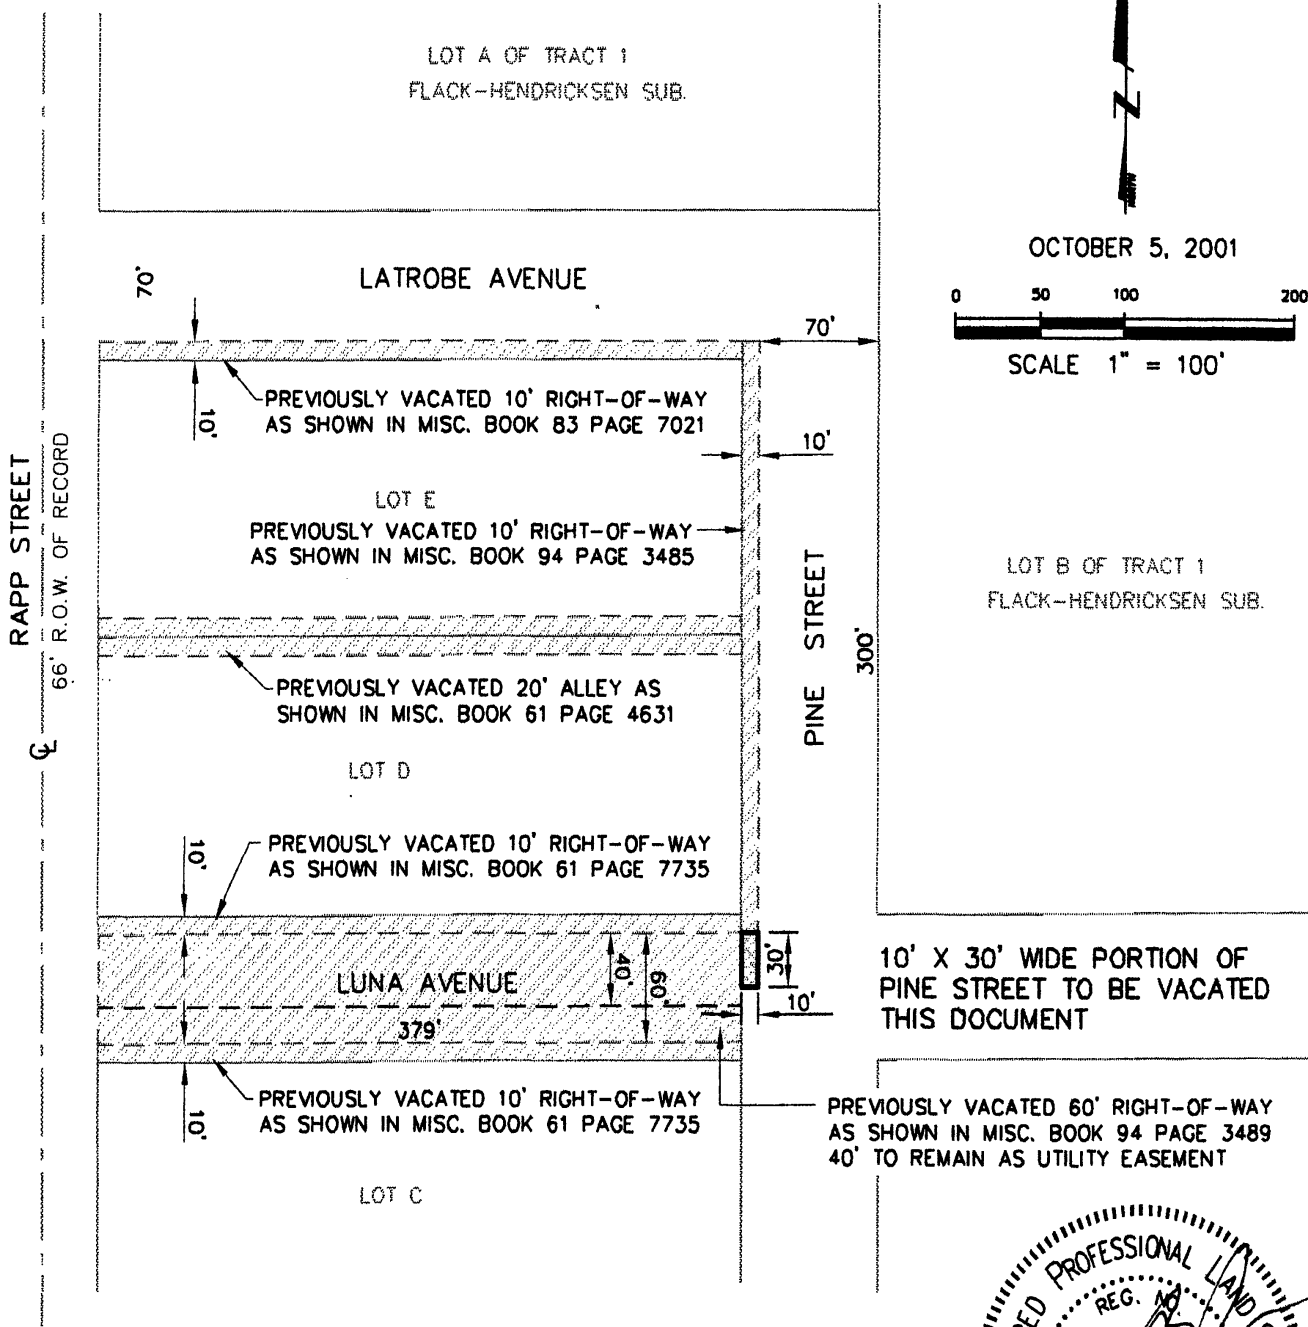 LOT A OF TRACT 1
FLACK-HENDRICKSEN SUB.
N
OCTOBER 5, 2001
0 50 100 200
SCALE 1" = 100'
LATROBE AVENUE
70'
70'
10'
PREVIOUSLY VACATED 10' RIGHT-OF-WAY
AS SHOWN IN MISC. BOOK 83 PAGE 7021
10'
LOT E
PREVIOUSLY VACATED 10' RIGHT-OF-WAY
AS SHOWN IN MISC. BOOK 94 PAGE 3485
RAPP STREET
66' R.O.W. OF RECORD
PINE STREET
300'
LOT B OF TRACT 1
FLACK-HENDRICKSEN SUB.
PREVIOUSLY VACATED 20' ALLEY AS
SHOWN IN MISC. BOOK 61 PAGE 4631
CL
LOT D
10'
PREVIOUSLY VACATED 10' RIGHT-OF-WAY
AS SHOWN IN MISC. BOOK 61 PAGE 7735
LUNA AVENUE
40'
60'
30'
10'
379'
10' X 30' WIDE PORTION OF
PINE STREET TO BE VACATED
THIS DOCUMENT
10'
PREVIOUSLY VACATED 10' RIGHT-OF-WAY
AS SHOWN IN MISC. BOOK 61 PAGE 7735
PREVIOUSLY VACATED 60' RIGHT-OF-WAY
AS SHOWN IN MISC. BOOK 94 PAGE 3489
40' TO REMAIN AS UTILITY EASEMENT
LOT C
PROFESSIONAL LAND
REG. NO.